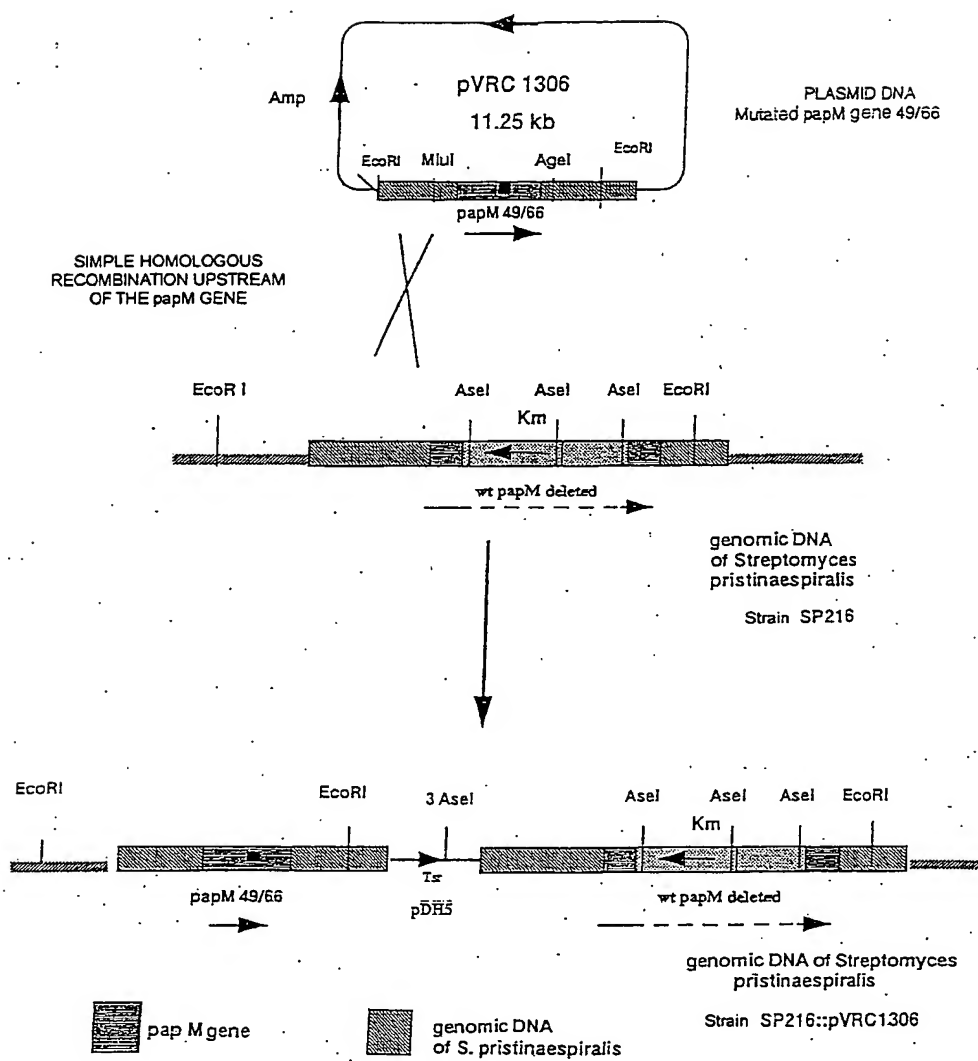 pVRC 1306
11.25 kb
Amp
EcoRI
MluI
AgeI
EcoRI
papM 49/66
PLASMID DNA
Mutated papM gene 49/66
SIMPLE HOMOLOGOUS
RECOMBINATION UPSTREAM
OF THE papM GENE
EcoR I
AseI
AseI
AseI
EcoRI
Km
wt papM deleted
genomic DNA
of Streptomyces
pristinaespiralis
Strain SP216
EcoRI
EcoRI
3 AseI
AseI
AseI
AseI
EcoRI
Km
papM 49/66
Tsr
pDH5
wt papM deleted
genomic DNA of Streptomyces
pristinaespiralis
Strain SP216::pVRC1306
pap M gene
genomic DNA
of S. pristinaespiralis